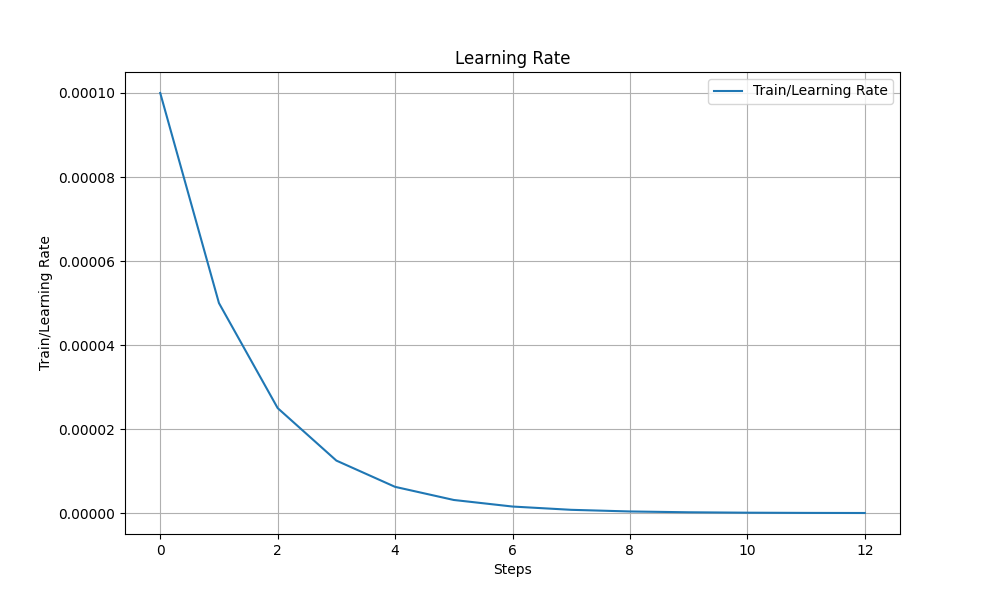 Learning Rate
Train/Learning Rate
0.00010
0.00008
0.00006
0.00004
0.00002
0.00000
Train/Learning Rate
0 2 4 6 8 10 12
Steps